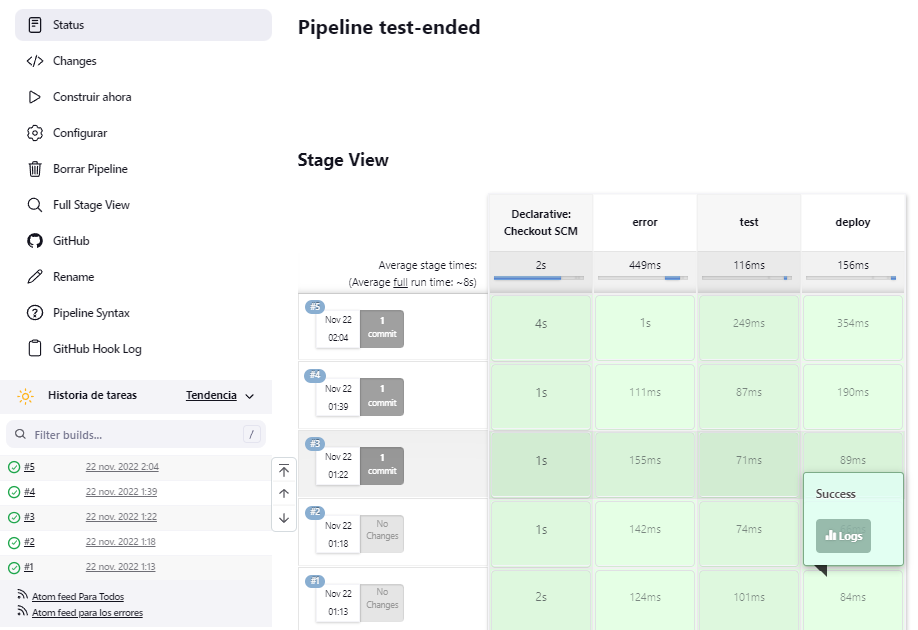 Status
Changes
Construir ahora
Configurar
Borrar Pipeline
Full Stage View
GitHub
Rename
Pipeline Syntax
GitHub Hook Log
Historia de tareas Tendencia
Filter builds... /
#5 22 nov. 2022 2:04
#4 22 nov. 2022 1:39
#3 22 nov. 2022 1:22
#2 22 nov. 2022 1:18
#1 22 nov. 2022 1:13
Atom feed Para Todos
Atom feed para los errores
Pipeline test-ended
Stage View
Declarative:
Checkout SCM
error
test
deploy
Average stage times:
(Average full run time: ~8s)
2s 449ms 116ms 156ms
#5
Nov 22
02:04
1
commit
4s 1s 249ms 354ms
#4
Nov 22
01:39
1
commit
1s 111ms 87ms 190ms
#3
Nov 22
01:22
1
commit
1s 155ms 71ms 89ms
Success
Logs
#2
Nov 22
01:18
No
Changes
1s 142ms 74ms
#1
Nov 22
01:13
No
Changes
2s 124ms 101ms 84ms